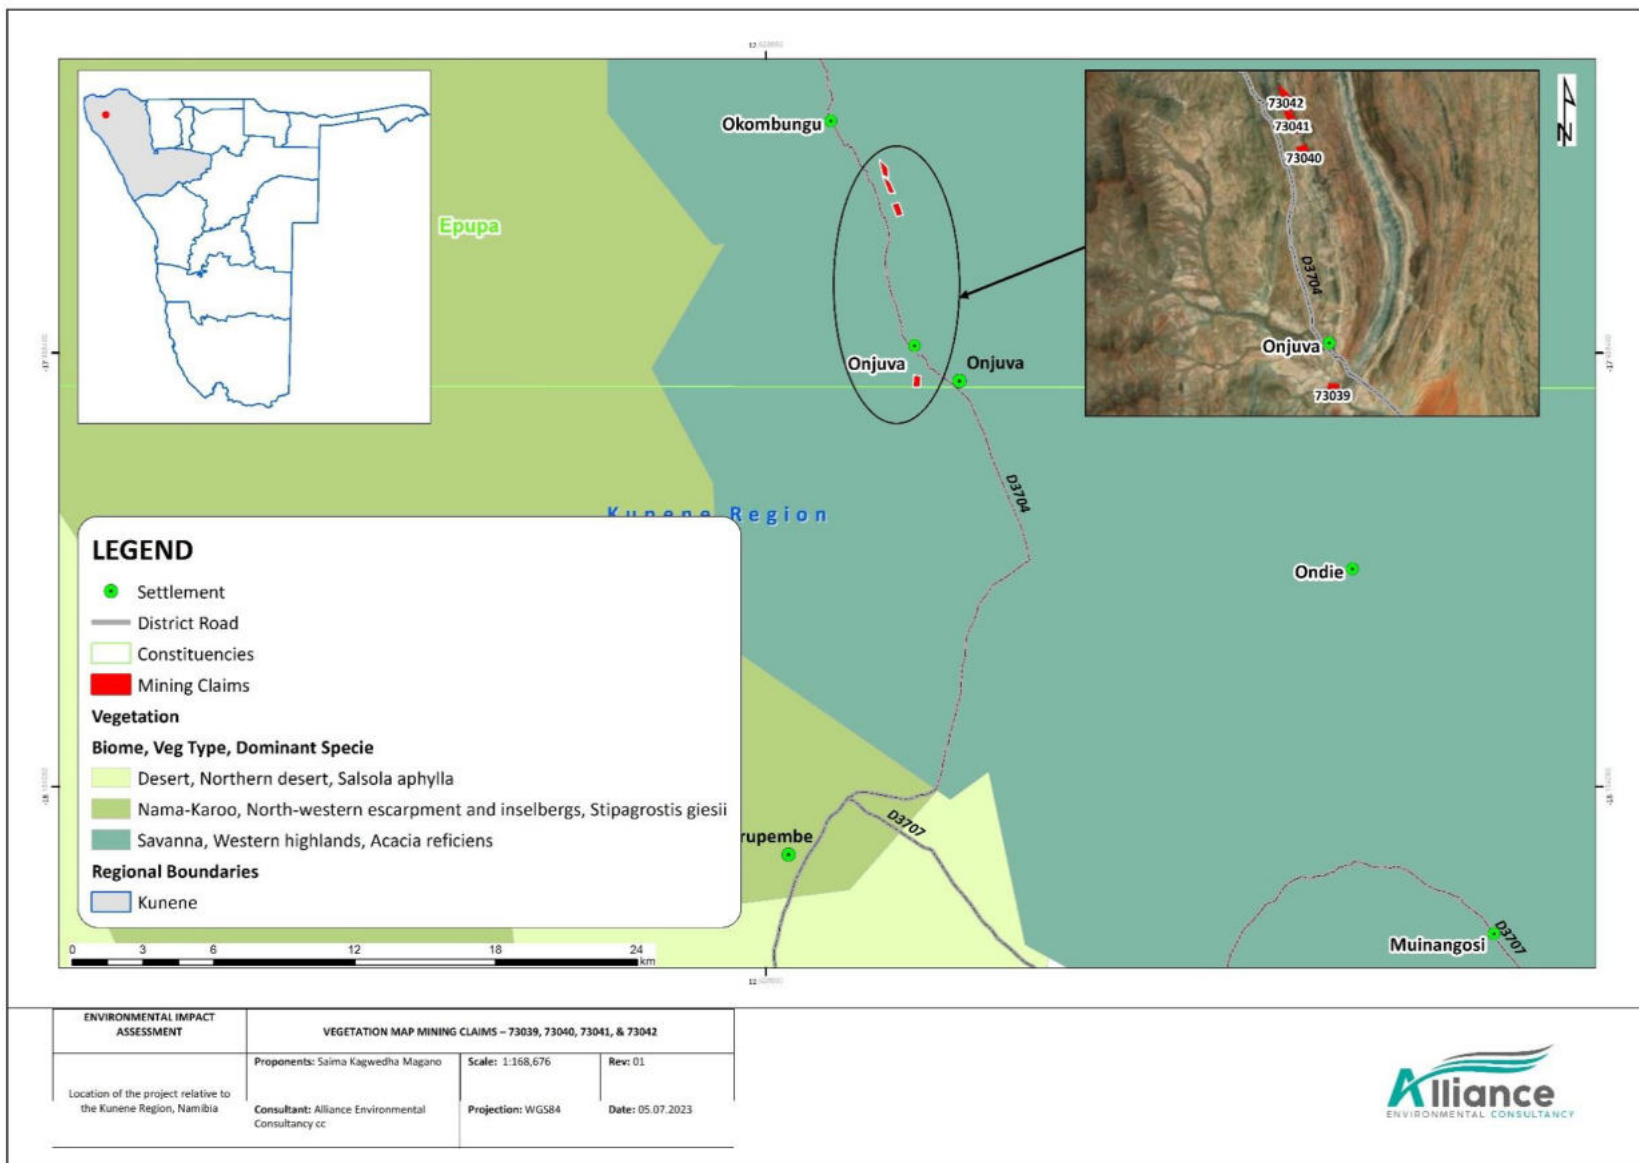 Okombungu
Epupa
Onjuva
Onjuva
D3704
Kunene Region
Ondie
D3707
rupembe
Muinangosi
D3707
73042
73041
73040
D3704
Onjuva
73039
LEGEND
Settlement
District Road
Constituencies
Mining Claims
Vegetation
Biome, Veg Type, Dominant Specie
Desert, Northern desert, Salsola aphylla
Nama-Karoo, North-western escarpment and inselbergs, Stipagrostis giesii
Savanna, Western highlands, Acacia reficiens
Regional Boundaries
Kunene
0 3 6 12 18 24
km
ENVIRONMENTAL IMPACT
ASSESSMENT
VEGETATION MAP MINING CLAIMS – 73039, 73040, 73041, & 73042
Location of the project relative to
the Kunene Region, Namibia
Proponents: Saima Kagwedha Magano
Scale: 1:168,676
Rev: 01
Consultant: Alliance Environmental
Consultancy cc
Projection: WGS84
Date: 05.07.2023
Alliance
ENVIRONMENTAL CONSULTANCY